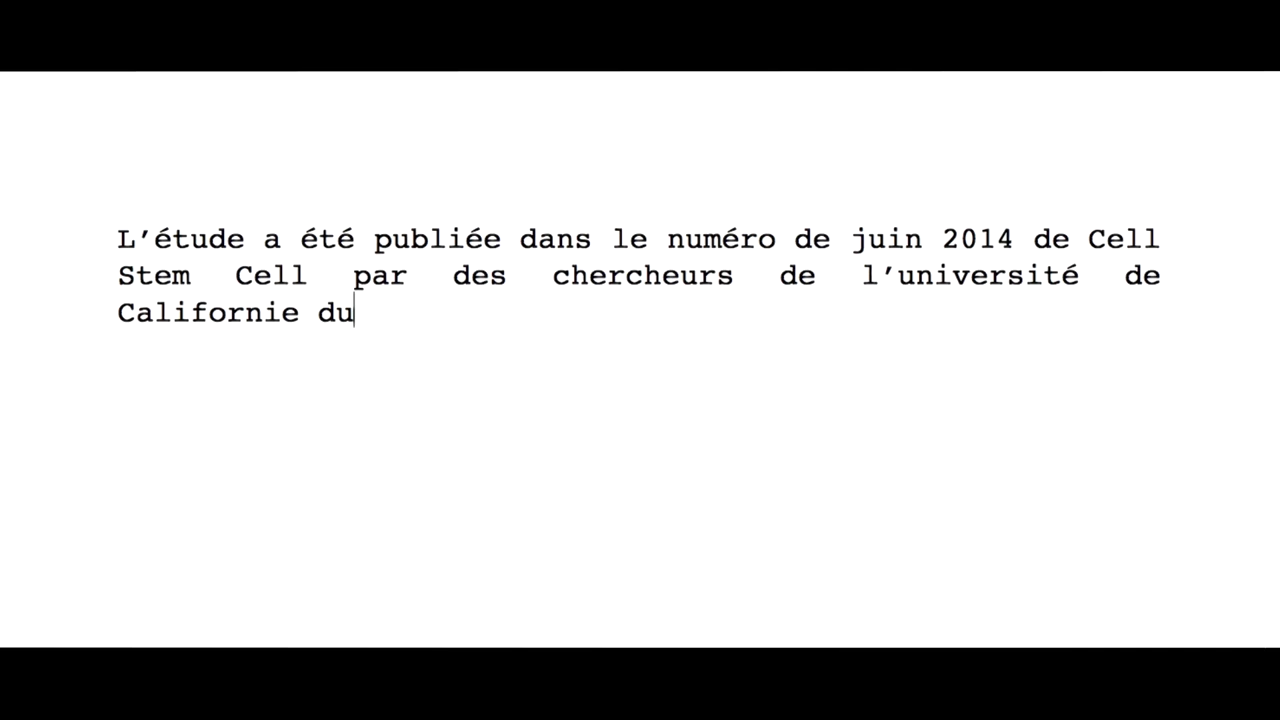 L’étude a été publiée dans le numéro de juin 2014 de Cell
Stem Cell par des chercheurs de l’université de
Californie du